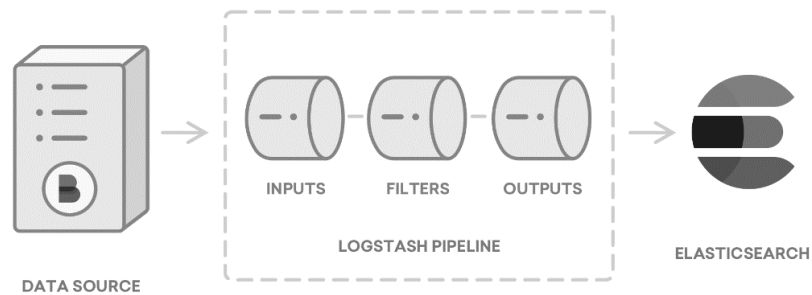 INPUTS
FILTERS
OUTPUTS
LOGSTASH PIPELINE
ELASTICSEARCH
DATA SOURCE